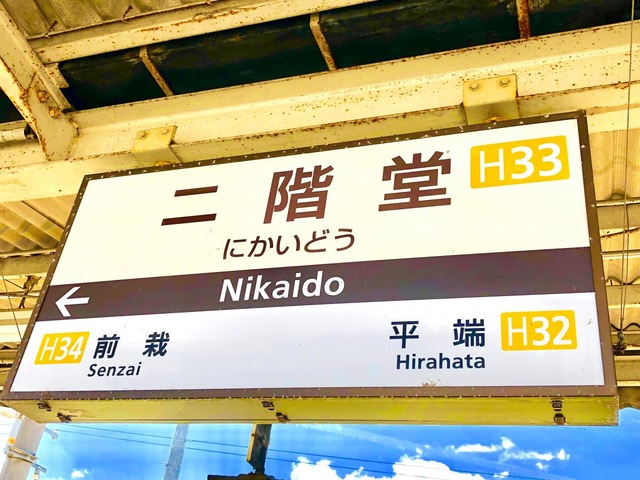 二階堂 H33
にかいどう
← Nikaido
H34 前栽 平端 H32
Senzai Hirahata